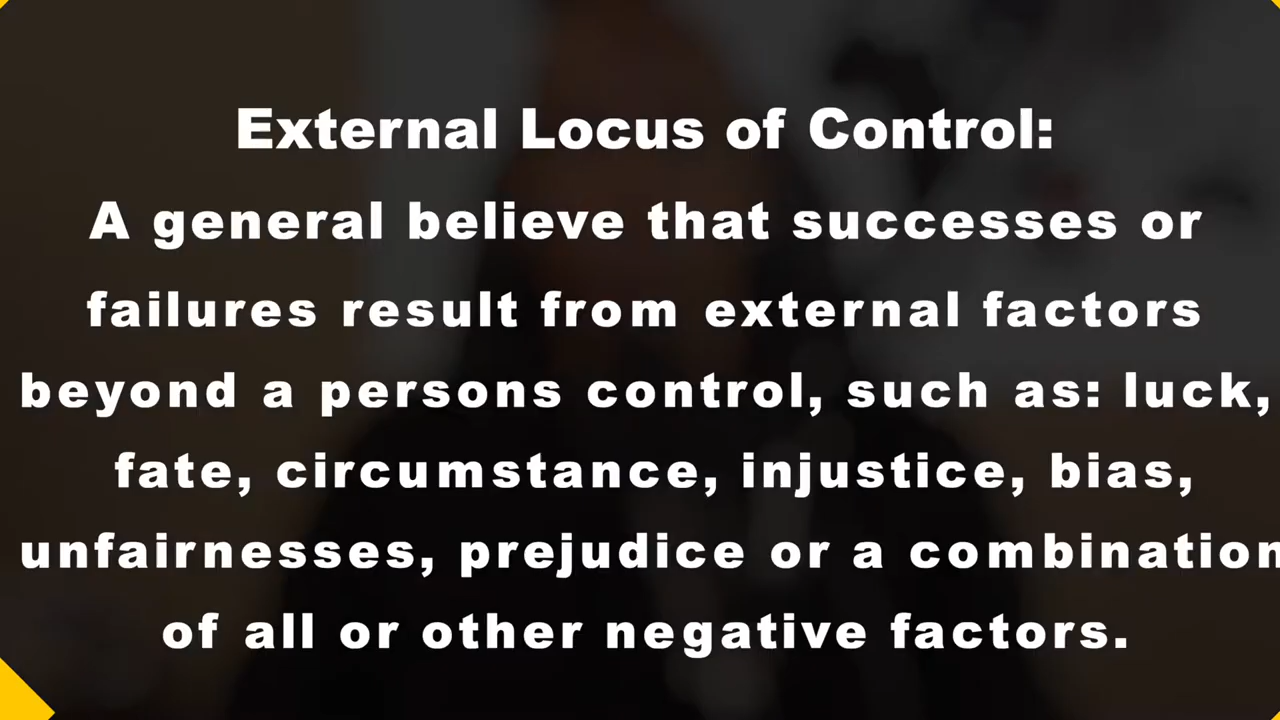 External Locus of Control:
A general believe that successes or
failures result from external factors
beyond a persons control, such as: luck,
fate, circumstance, injustice, bias,
unfairnesses, prejudice or a combination
of all or other negative factors.